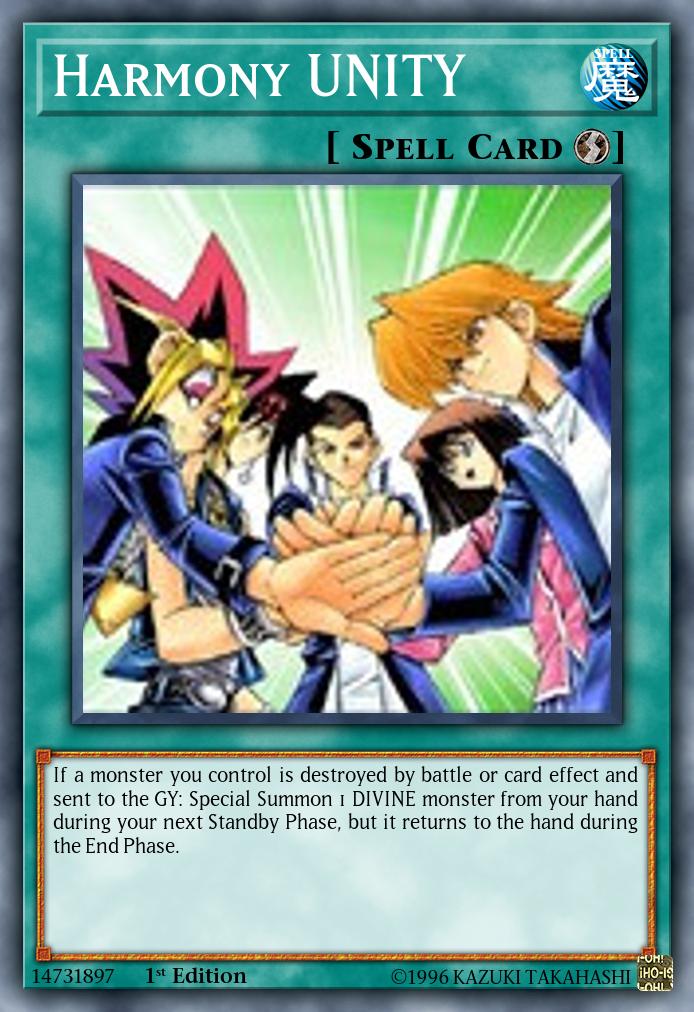 Harmony UNITY
SPELL
魔
[ Spell Card ]
If a monster you control is destroyed by battle or card effect and
sent to the GY: Special Summon 1 DIVINE monster from your hand
during your next Standby Phase, but it returns to the hand during
the End Phase.
14731897 1st Edition ©1996 KAZUKI TAKAHASHI